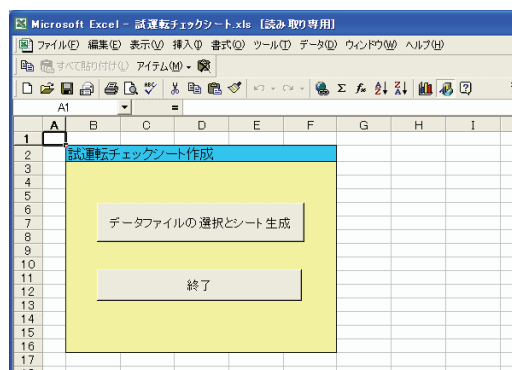 Microsoft Excel - 試運転チェックシート.xls [読み取り専用]
ファイル(F) 編集(E) 表示(V) 挿入(I) 書式(O) ツール(T) データ(D) ウィンドウ(W) ヘルプ(H)
すべて貼り付け(L) アイテム(M)
A1 =
A B C D E F G H I
1
2 試運転チェックシート作成
3
4
5
6
7 データファイルの選択とシート生成
8
9
10
11
12 終了
13
14
15
16
17